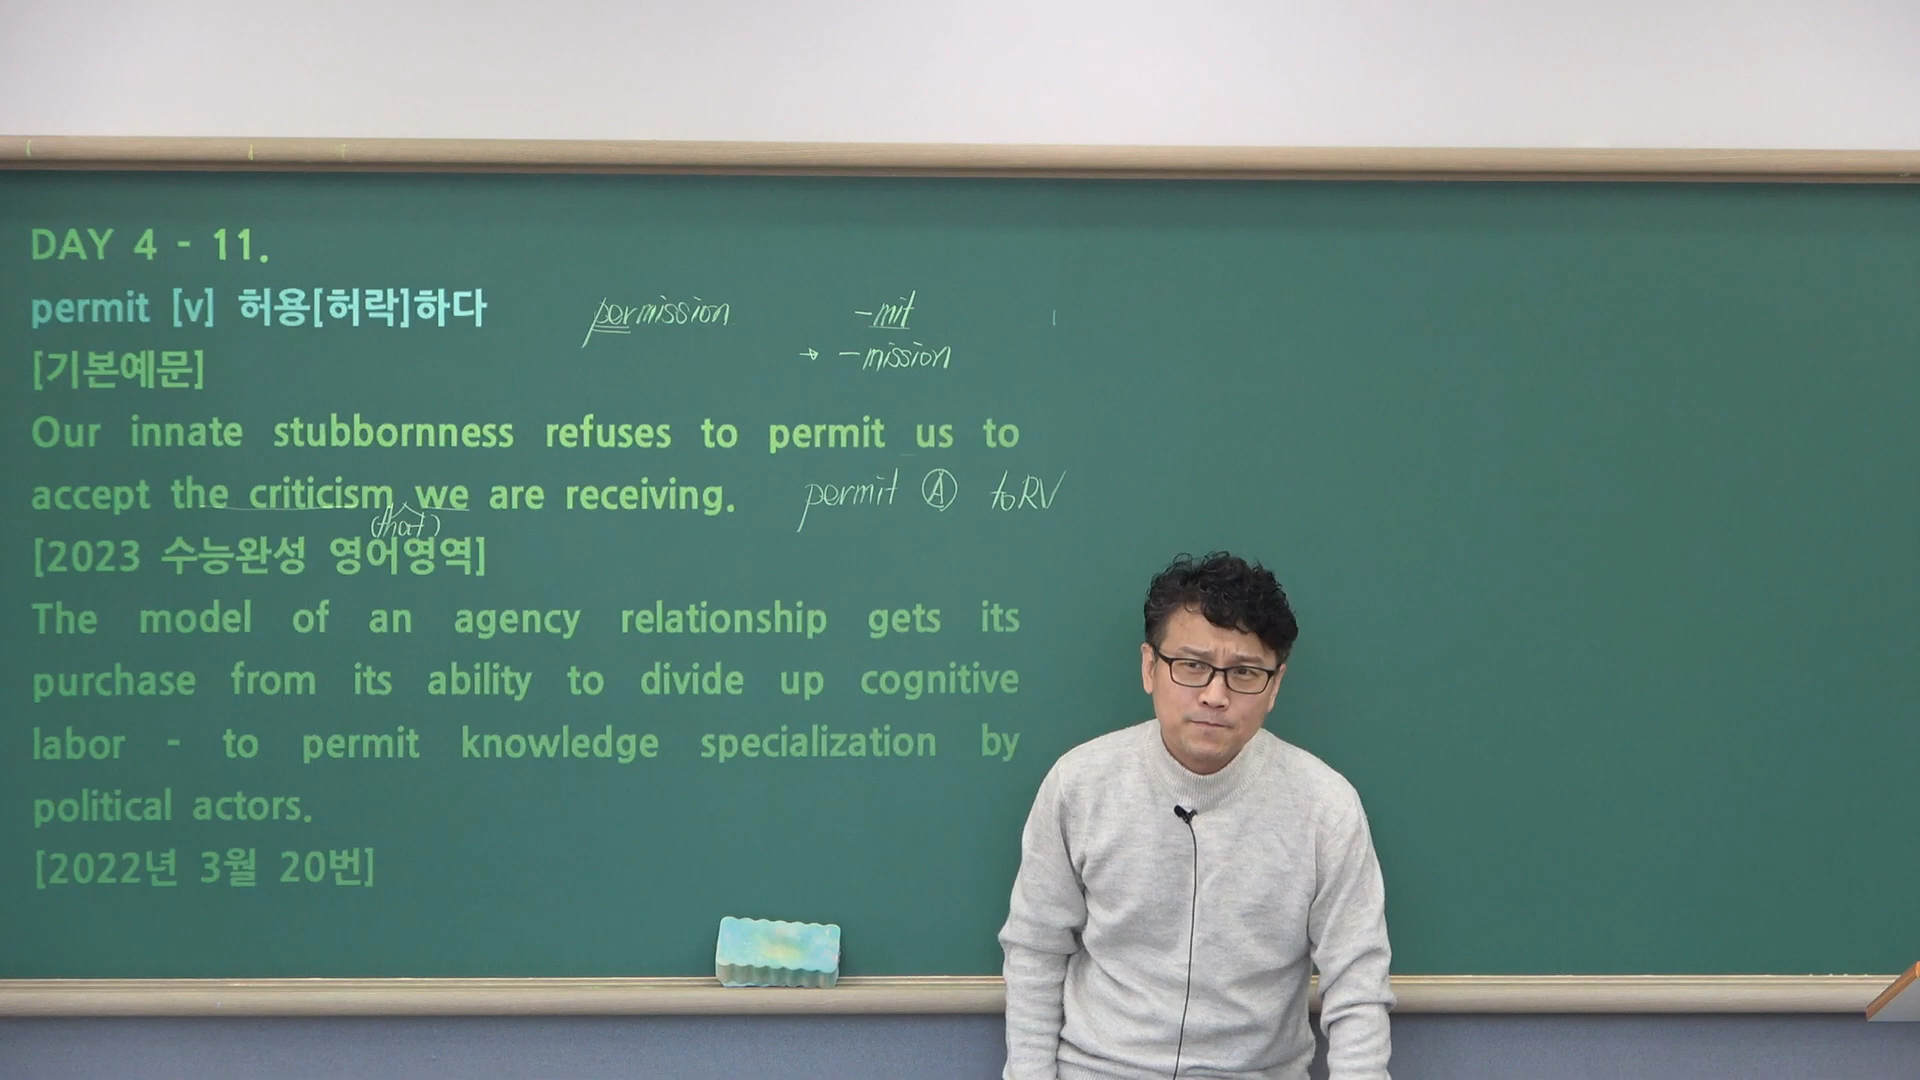 DAY 4 - 11.
permit [v] 허용[허락]하다
permission
-mit
→ -mission
[기본예문]
Our innate stubbornness refuses to permit us to
accept the criticism we are receiving.
(that)
permit Ⓐ to RV
[2023 수능완성 영어영역]
The model of an agency relationship gets its
purchase from its ability to divide up cognitive
labor - to permit knowledge specialization by
political actors.
[2022년 3월 20번]